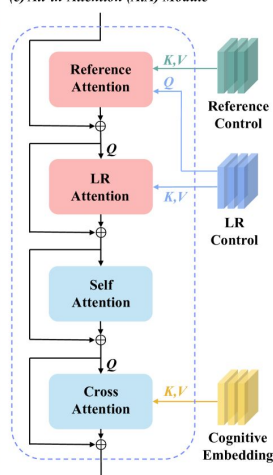 (c) All-in-Attention (AiA) Module
Reference
Attention
K,V
Q
Reference
Control
Q
LR
Attention
K,V
LR
Control
Self
Attention
Q
Cross
Attention
K,V
Cognitive
Embedding